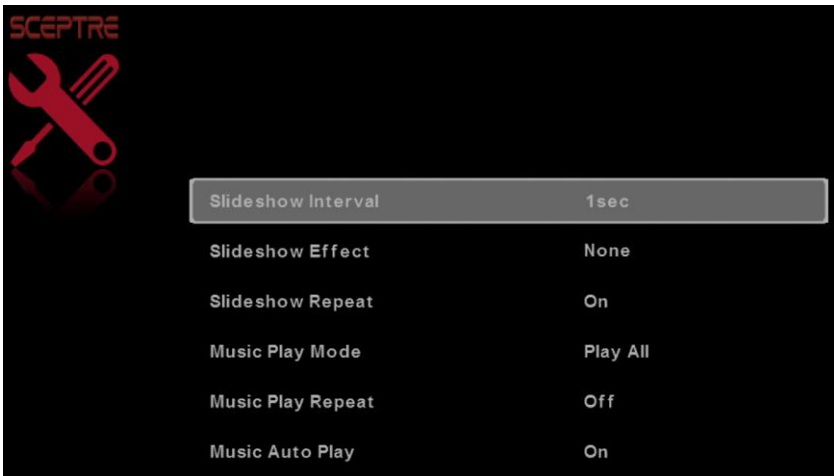 SCEPTRE
Slideshow Interval 1sec
Slideshow Effect None
Slideshow Repeat On
Music Play Mode Play All
Music Play Repeat Off
Music Auto Play On